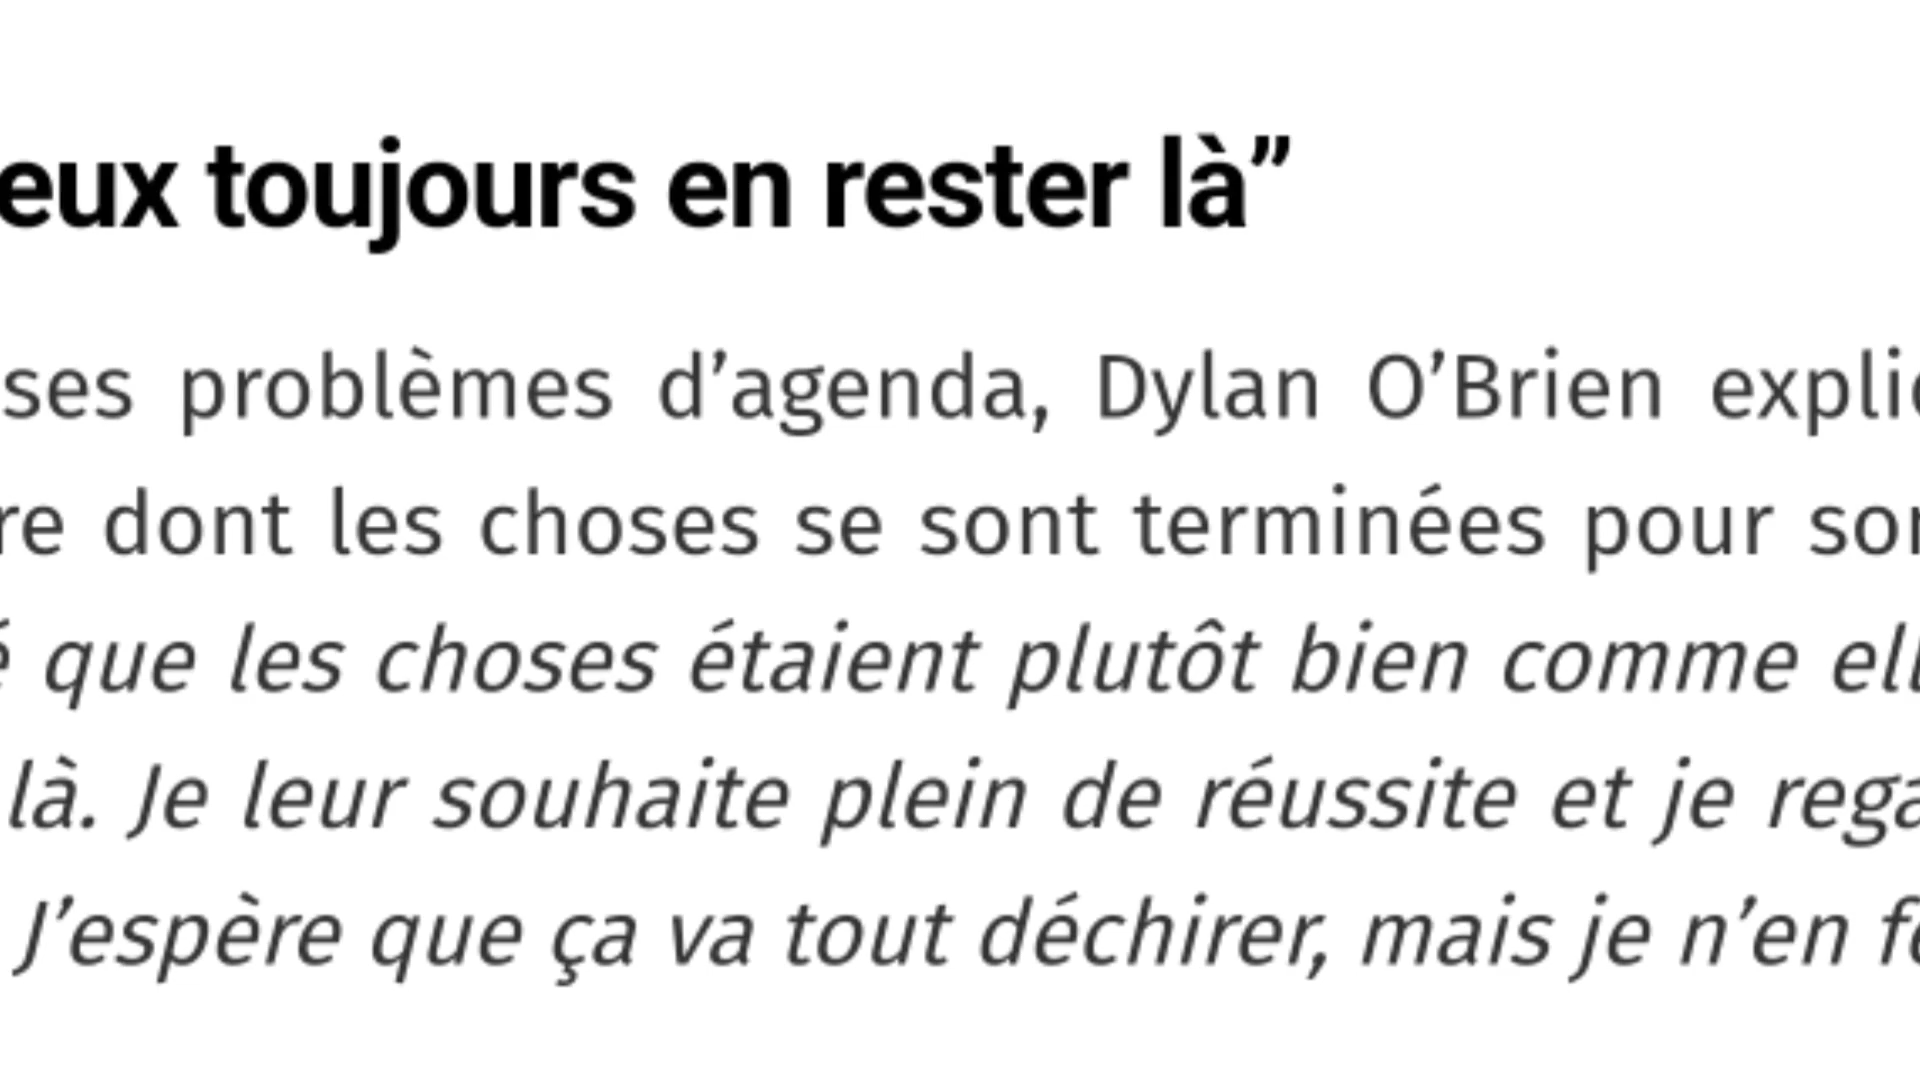 eux toujours en rester là”
ses problèmes d’agenda, Dylan O’Brien expli
re dont les choses se sont terminées pour so
que les choses étaient plutôt bien comme ell
là. Je leur souhaite plein de réussite et je rega
J’espère que ça va tout déchirer, mais je n’en f